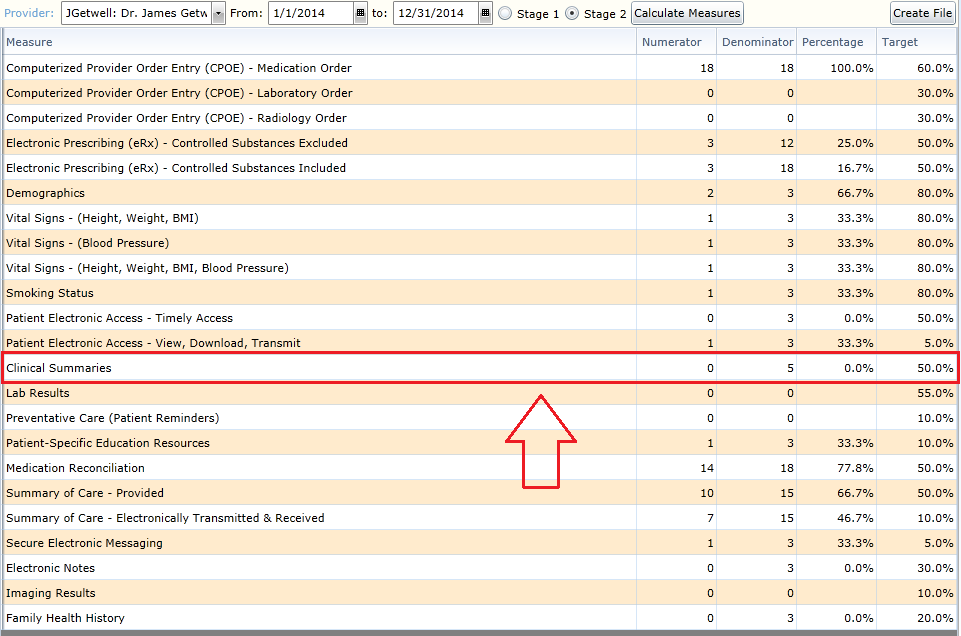 Provider: JGetwell: Dr. James Getw From: 1/1/2014 to: 12/31/2014 Stage 1 Stage 2 Calculate Measures Create File
Measure Numerator Denominator Percentage Target
Computerized Provider Order Entry (CPOE) - Medication Order 18 18 100.0% 60.0%
Computerized Provider Order Entry (CPOE) - Laboratory Order 0 0 30.0%
Computerized Provider Order Entry (CPOE) - Radiology Order 0 0 30.0%
Electronic Prescribing (eRx) - Controlled Substances Excluded 3 12 25.0% 50.0%
Electronic Prescribing (eRx) - Controlled Substances Included 3 18 16.7% 50.0%
Demographics 2 3 66.7% 80.0%
Vital Signs - (Height, Weight, BMI) 1 3 33.3% 80.0%
Vital Signs - (Blood Pressure) 1 3 33.3% 80.0%
Vital Signs - (Height, Weight, BMI, Blood Pressure) 1 3 33.3% 80.0%
Smoking Status 1 3 33.3% 80.0%
Patient Electronic Access - Timely Access 0 3 0.0% 50.0%
Patient Electronic Access - View, Download, Transmit 1 3 33.3% 5.0%
Clinical Summaries 0 5 0.0% 50.0%
Lab Results 0 0 55.0%
Preventative Care (Patient Reminders) 0 0 10.0%
Patient-Specific Education Resources 1 3 33.3% 10.0%
Medication Reconciliation 14 18 77.8% 50.0%
Summary of Care - Provided 10 15 66.7% 50.0%
Summary of Care - Electronically Transmitted & Received 7 15 46.7% 10.0%
Secure Electronic Messaging 1 3 33.3% 5.0%
Electronic Notes 0 3 0.0% 30.0%
Imaging Results 0 0 10.0%
Family Health History 0 3 0.0% 20.0%